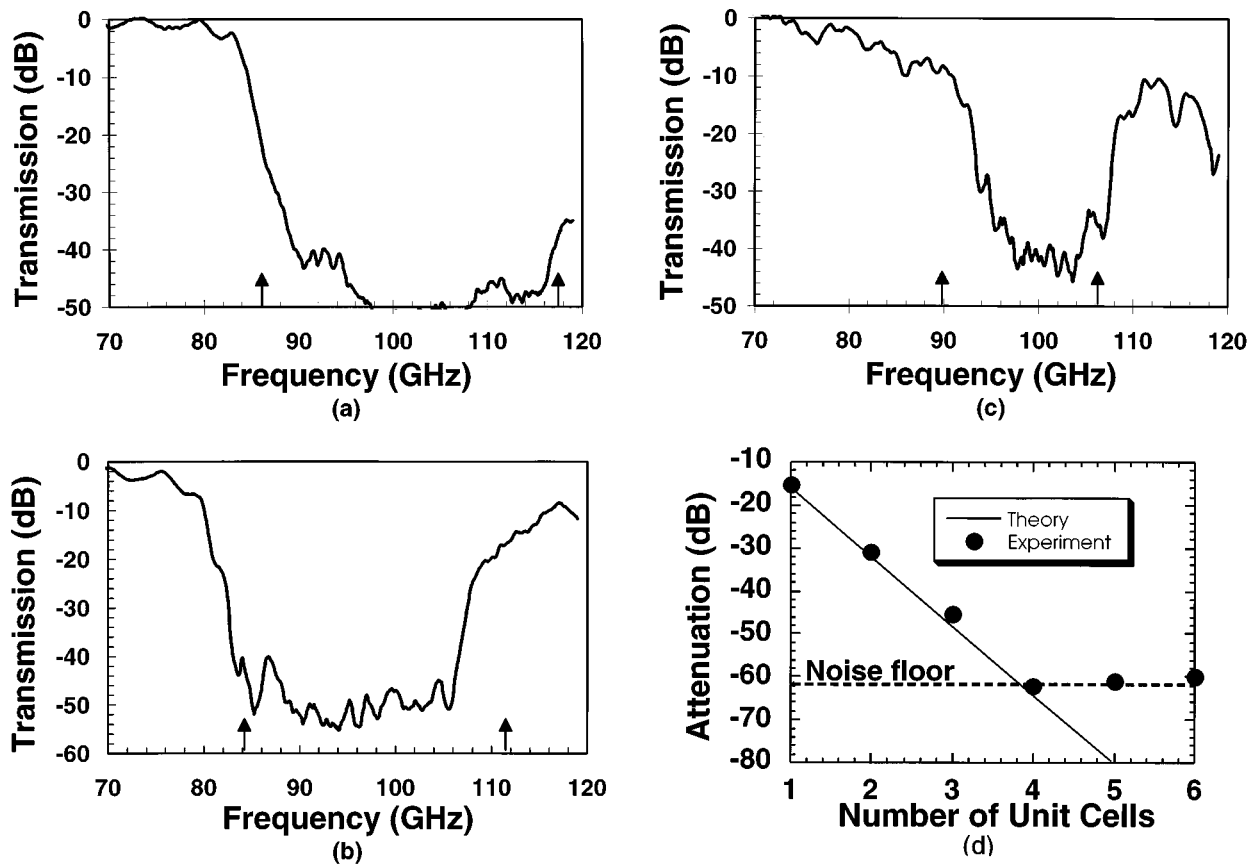 Transmission (dB)
0
-10
-20
-30
-40
-50
70 80 90 100 110 120
Frequency (GHz)
(a)
Transmission (dB)
0
-10
-20
-30
-40
-50
-60
70 80 90 100 110 120
Frequency (GHz)
(b)
Transmission (dB)
0
-10
-20
-30
-40
-50
70 80 90 100 110 120
Frequency (GHz)
(c)
Attenuation (dB)
-10
-20
-30
-40
-50
-60
-70
-80
Theory
Experiment
Noise floor
1 2 3 4 5 6
Number of Unit Cells
(d)